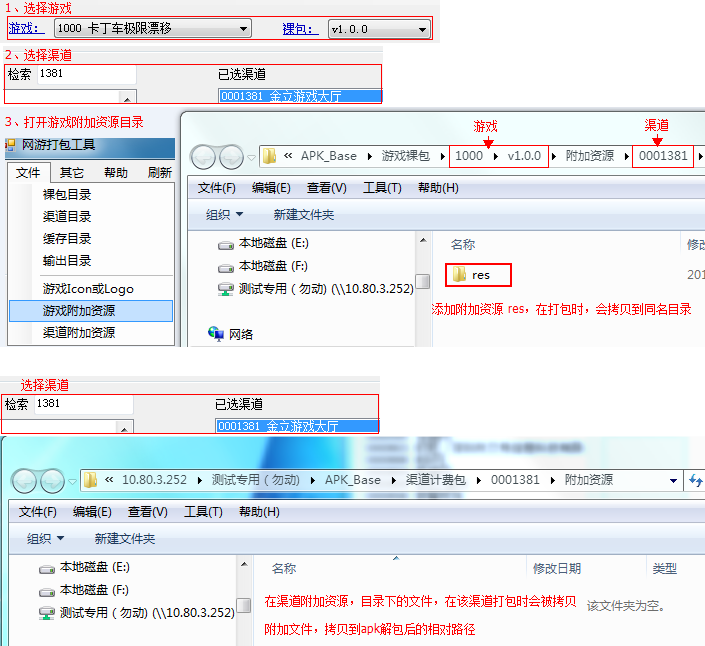 1、选择游戏
游戏： 1000 卡丁车极限漂移 裸包： v1.0.0
2、选择渠道
检索 1381 已选渠道
0001381 金立游戏大厅
3、打开游戏附加资源目录
网游打包工具
文件 其它 帮助 刷新
裸包目录
渠道目录
缓存目录
输出目录
游戏Icon或Logo
游戏附加资源
渠道附加资源
游戏 渠道
« APK_Base 游戏裸包 1000 v1.0.0 附加资源 0001381
文件(F) 编辑(E) 查看(V) 工具(T) 帮助(H)
组织 新建文件夹
本地磁盘 (E:)
本地磁盘 (F:)
测试专用（勿动) (\\10.80.3.252)
网络
名称
res 201
添加附加资源 res，在打包时，会拷贝到同名目录
选择渠道
检索 1381 已选渠道
0001381 金立游戏大厅
« 10.80.3.252 测试专用（勿动) APK_Base 渠道计费包 0001381 附加资源
文件(F) 编辑(E) 查看(V) 工具(T) 帮助(H)
组织 新建文件夹
本地磁盘 (E:)
本地磁盘 (F:)
测试专用（勿动) (\\10.80.3.252)
名称 修改日期 类型
在渠道附加资源，目录下的文件，在该渠道打包时会被拷贝
该文件夹为空。
附加文件，拷贝到apk解包后的相对路径